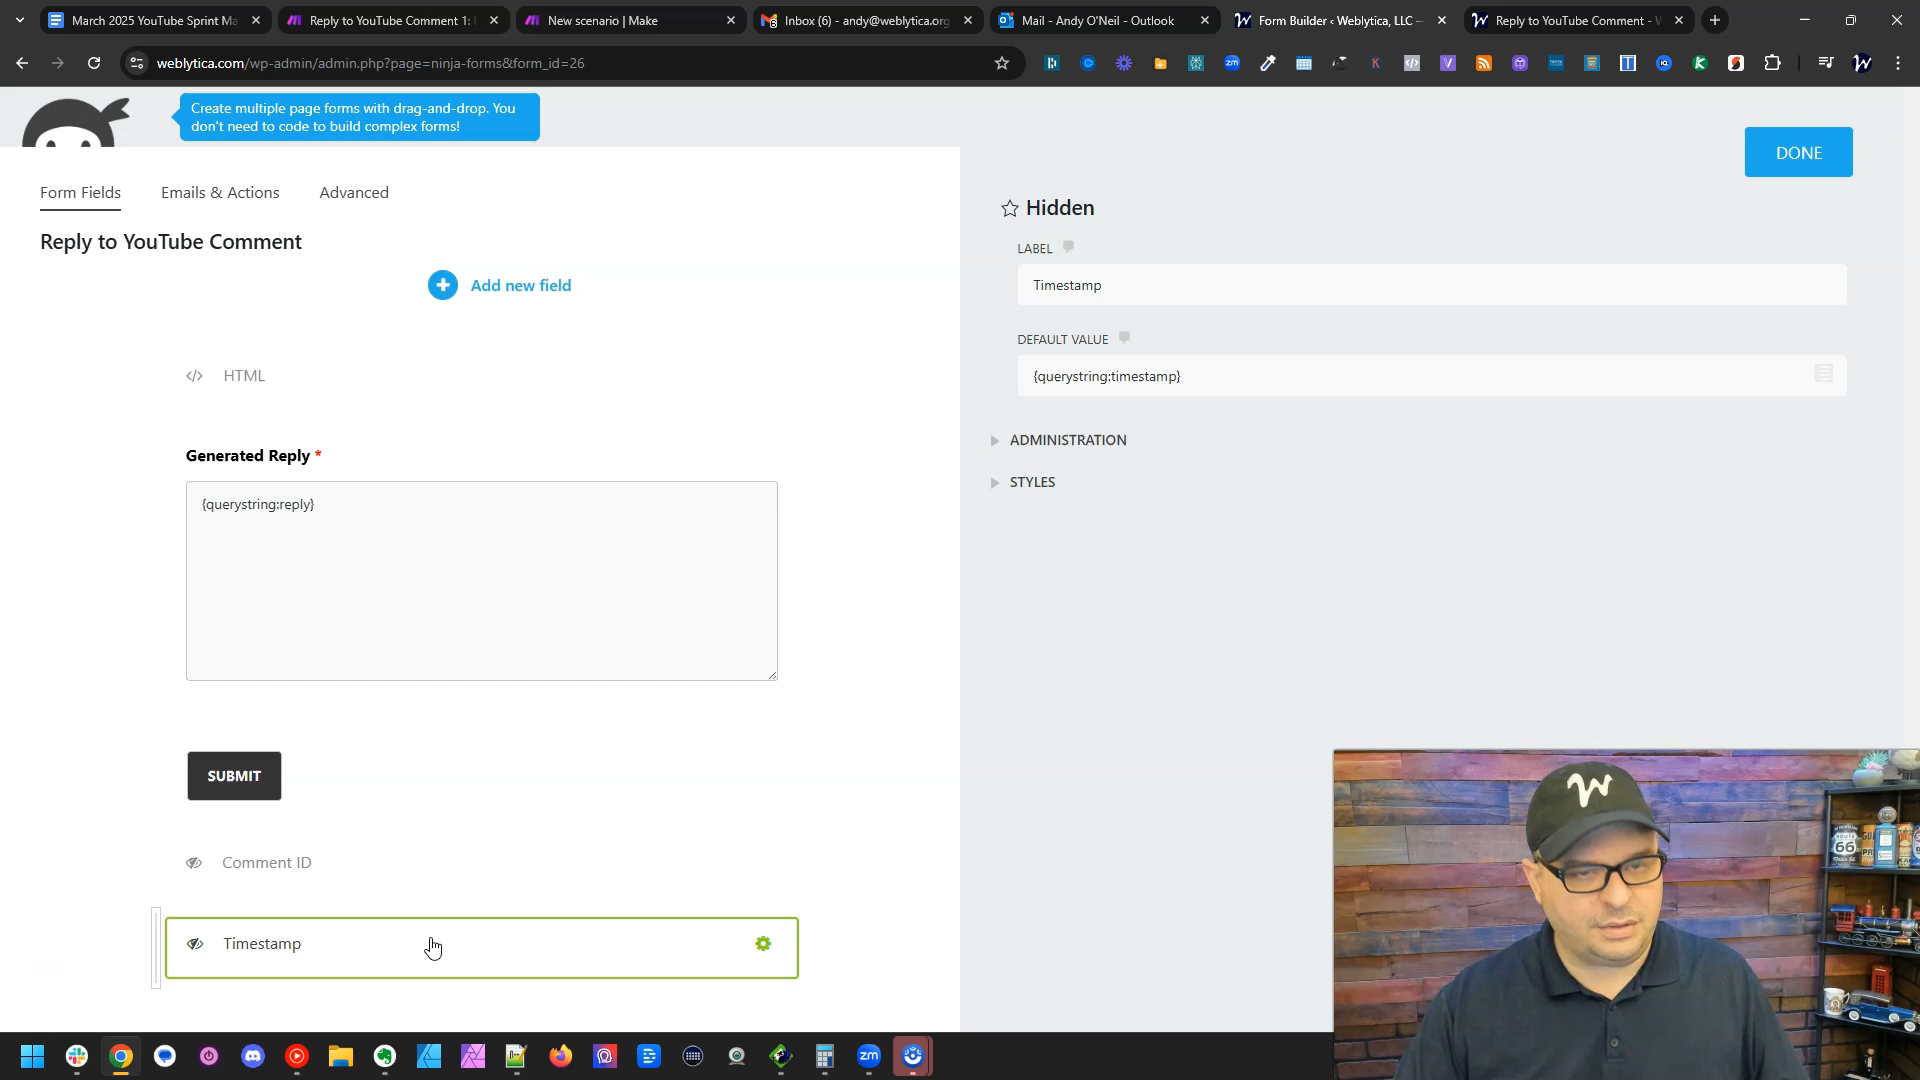 March 2025 YouTube Sprint Ma
Reply to YouTube Comment 1:
New scenario | Make
Inbox (6) - andy@weblytica.org
Mail - Andy O'Neil - Outlook
Form Builder ‹ Weblytica, LLC —
Reply to YouTube Comment -
weblytica.com/wp-admin/admin.php?page=ninja-forms&form_id=26
Create multiple page forms with drag-and-drop. You
don't need to code to build complex forms!
DONE
Form Fields
Emails & Actions
Advanced
Reply to YouTube Comment
Add new field
HTML
Generated Reply *
{querystring:reply}
SUBMIT
Comment ID
Timestamp
Hidden
LABEL
Timestamp
DEFAULT VALUE
{querystring:timestamp}
ADMINISTRATION
STYLES
W
ROUTE
66
zm